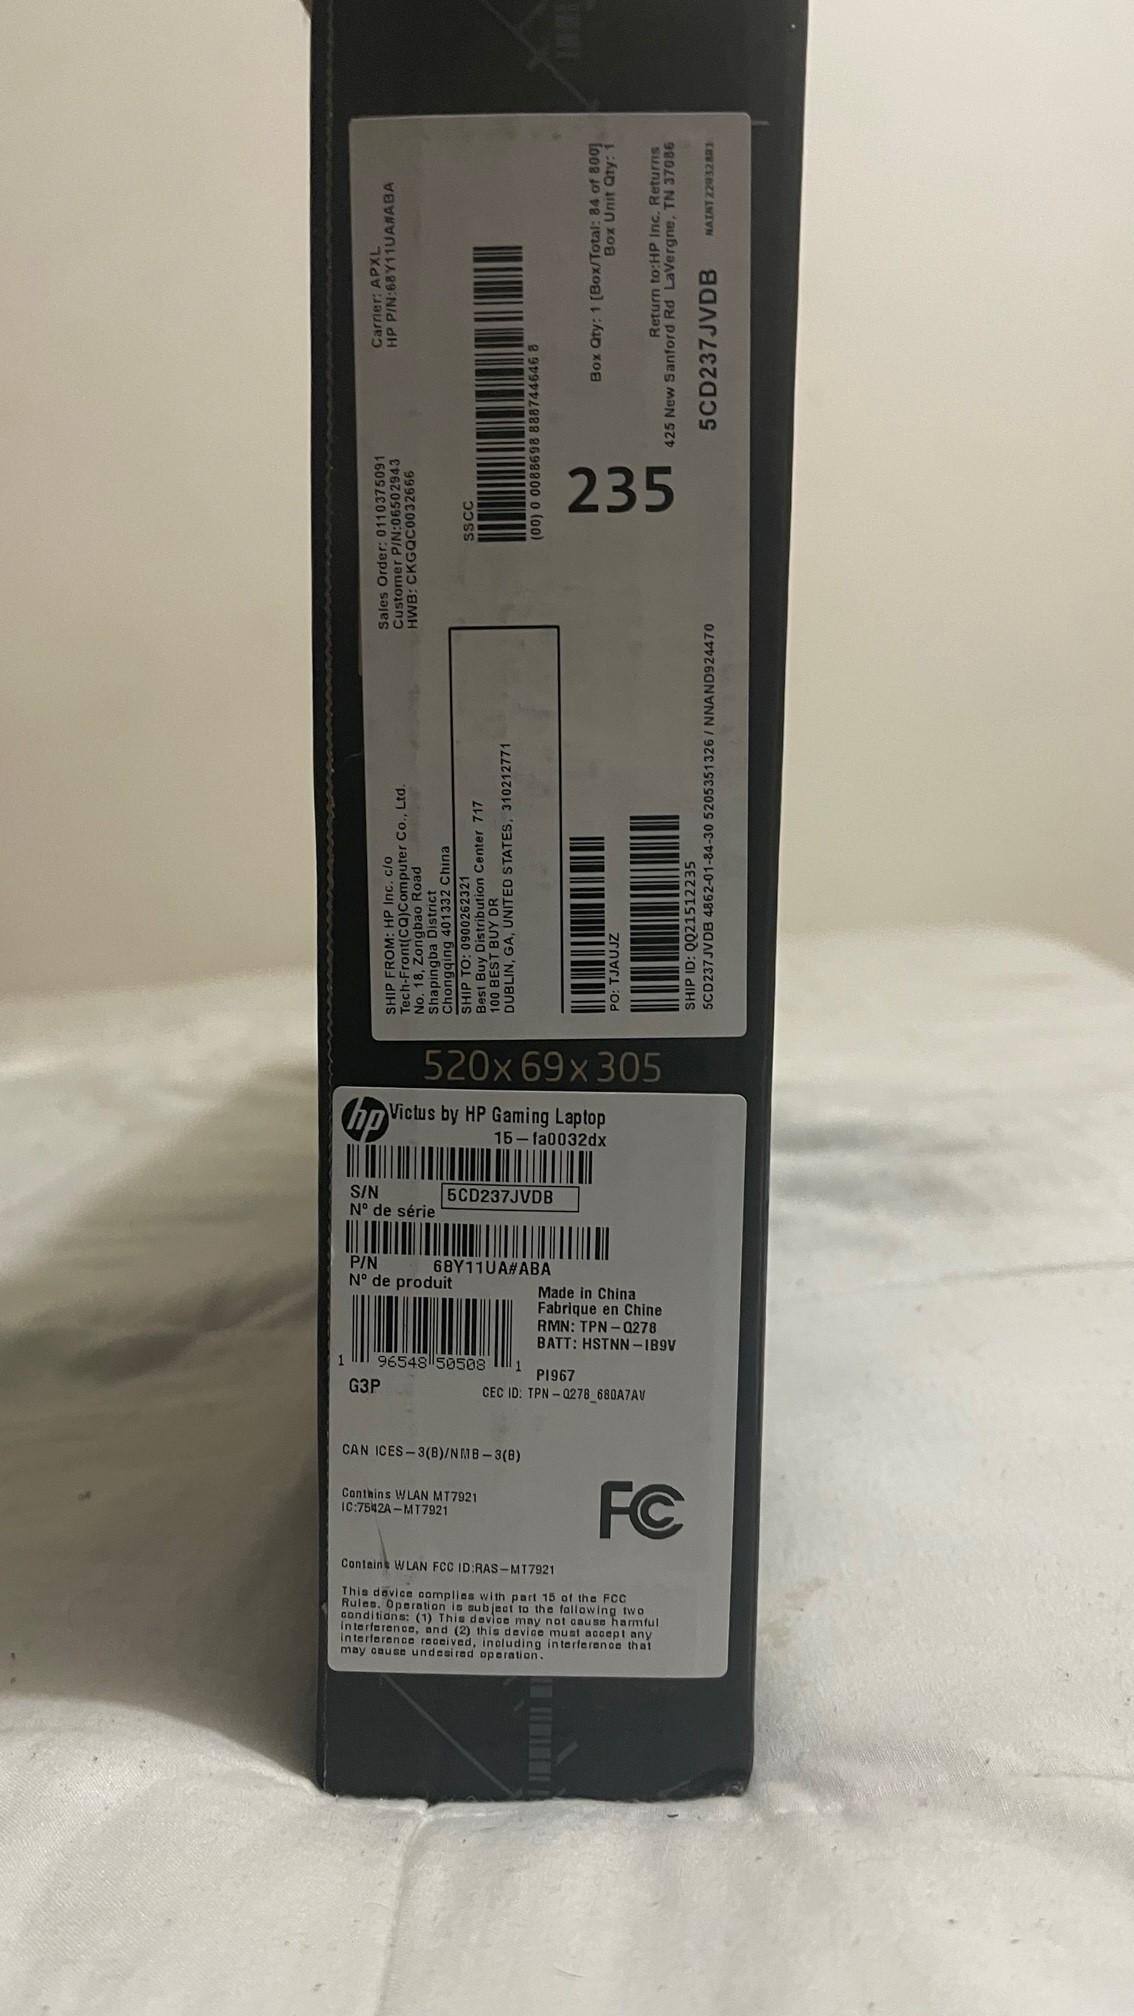 Carrier: APXL
HP P/N:68Y11UA#ABA
Sales Order: 0110375091
Customer P/N:06502943
HWB: CKGQC0032666
SHIP FROM: HP Inc. c/o
Tech-Front(CQ)Computer Co., Ltd.
No. 18, Zongbao Road
Shapingba District
Chongqing 401332 China
SHIP TO: 0900262321
Best Buy Distribution Center 717
100 BEST BUY DR
DUBLIN, GA, UNITED STATES, 310212771
SSCC
(00) 0 0088698 888744646 8
Box Qty: 1 [Box/Total: 84 of 800]
Box Unit Qty: 1
235
PO: TJAUJZ
Return to:HP Inc. Returns
425 New Sanford Rd LaVergne, TN 37086
SHIP ID: QQ21512235
5CD237JVDB 4862-01-84-30 5205351326 / NNAND924470
5CD237JVDB
520x69x305
hp Victus by HP Gaming Laptop
15-fa0032dx
S/N 5CD237JVDB
N° de série
P/N 68Y11UA#ABA
N° de produit
Made in China
Fabrique en Chine
RMN: TPN-Q278
BATT: HSTNN-IB9V
1 96548 50508 1
PI967
G3P
CEC ID: TPN-Q278_680A7AV
CAN ICES-3(B)/NMB-3(B)
Contains WLAN MT7921
IC:7542A-MT7921
FC
Contains WLAN FCC ID:RAS-MT7921
This device complies with part 15 of the FCC
Rules. Operation is subject to the following two
conditions: (1) This device may not cause harmful
interference, and (2) this device must accept any
interference received, including interference that
may cause undesired operation.